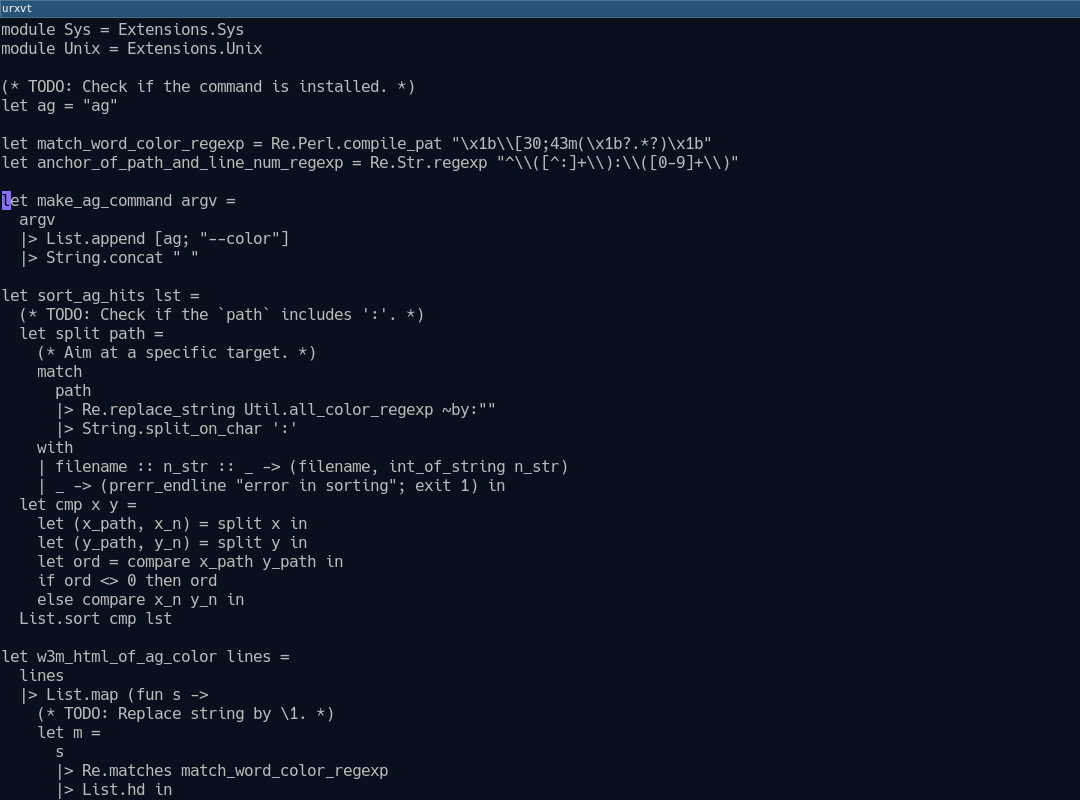 urxvt
module Sys = Extensions.Sys
module Unix = Extensions.Unix

(* TODO: Check if the command is installed. *)
let ag = "ag"

let match_word_color_regexp = Re.Perl.compile_pat "\x1b\\[30;43m(\x1b?.*?)\x1b"
let anchor_of_path_and_line_num_regexp = Re.Str.regexp "^\\([^:]+\\):\\([0-9]+\\)"

let make_ag_command argv =
  argv
  |> List.append [ag; "--color"]
  |> String.concat " "

let sort_ag_hits lst =
  (* TODO: Check if the `path` includes ':'. *)
  let split path =
    (* Aim at a specific target. *)
    match
      path
      |> Re.replace_string Util.all_color_regexp ~by:""
      |> String.split_on_char ':'
    with
    | filename :: n_str :: _ -> (filename, int_of_string n_str)
    | _ -> (prerr_endline "error in sorting"; exit 1) in
  let cmp x y =
    let (x_path, x_n) = split x in
    let (y_path, y_n) = split y in
    let ord = compare x_path y_path in
    if ord <> 0 then ord
    else compare x_n y_n in
  List.sort cmp lst

let w3m_html_of_ag_color lines =
  lines
  |> List.map (fun s ->
    (* TODO: Replace string by \1. *)
    let m =
      s
      |> Re.matches match_word_color_regexp
      |> List.hd in